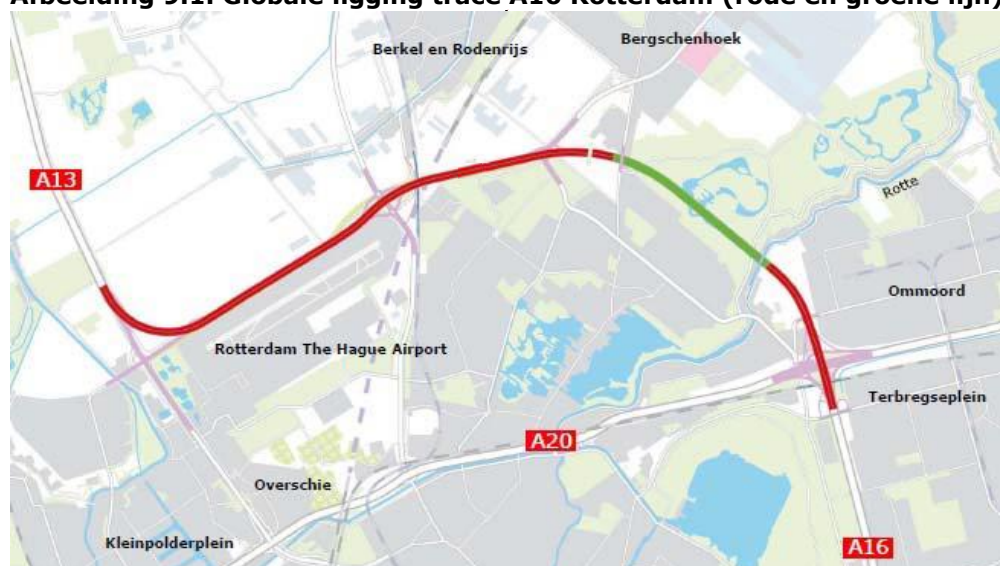 Afbeelding 9.1: Globale ligging tracé A16 Rotterdam (rode en groene lijn)
Berkel en Rodenrijs
Bergschenhoek
A13
Rotte
Ommoord
Rotterdam The Hague Airport
Terbregseplein
A20
Overschie
Kleinpolderplein
A16